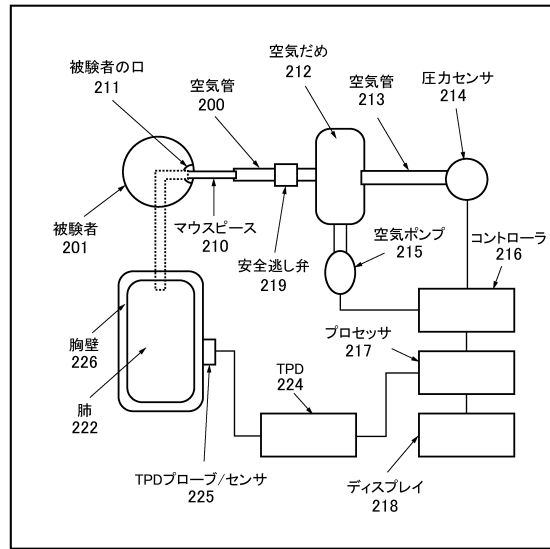 被験者の口
211
空気管
200
空気だめ
212
空気管
213
圧力センサ
214
被験者
201
マウスピース
210
安全逃し弁
219
空気ポンプ
215
コントローラ
216
胸壁
226
プロセッサ
217
肺
222
TPD
224
TPDプローブ/センサ
225
ディスプレイ
218